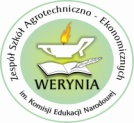 Zespół Szkół Agrotechniczno - Ekonomicznych
WERYNIA
im. Komisji Edukacji Narodowej